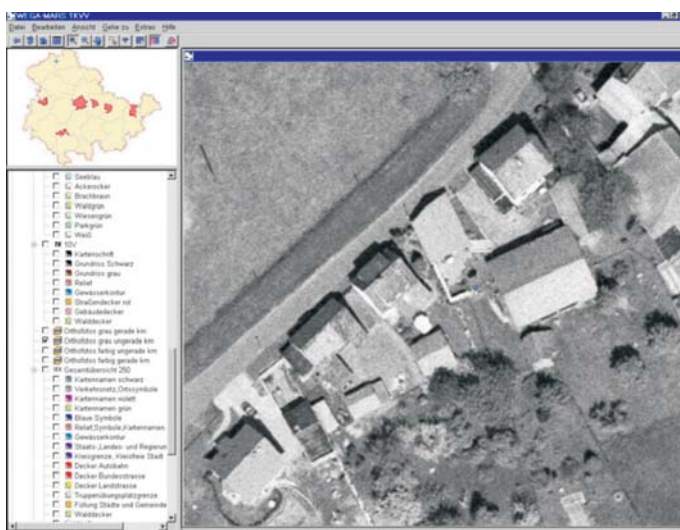 WEGA-MARS:TKVV
Datei Bearbeiten Ansicht Gehe zu Extras Hilfe
Seeblau
Ackerocker
Brachbraun
Waldgrün
Wiesengrün
Parkgrün
Weiß
Kartenschrift
Grundriss Schwarz
Grundriss grau
Relief
Gewässerkontur
Straßendecker rot
Gebäudedecker
Walddecker
Orthofotos grau gerade km
Orthofotos grau ungerade km
Orthofotos farbig ungerade km
Orthofotos farbig gerade km
Gesamtübersicht 250
Kartennamen schwarz
Verkehrsnetz,Ortssymbole
Kartennamen violett
Kartennamen grün
Blaue Symbole
Relief,Symbole,Kartennamen
Gewässerkontur
Staats-,Landes- und Regierun
Kreisgrenze, Kreisfreie Stadt
Decker Autobahn
Decker Bundesstrasse
Decker Landstrasse
Truppenübungsplatzgrenze
Füllung Städte und Gemeinde
Walddecker